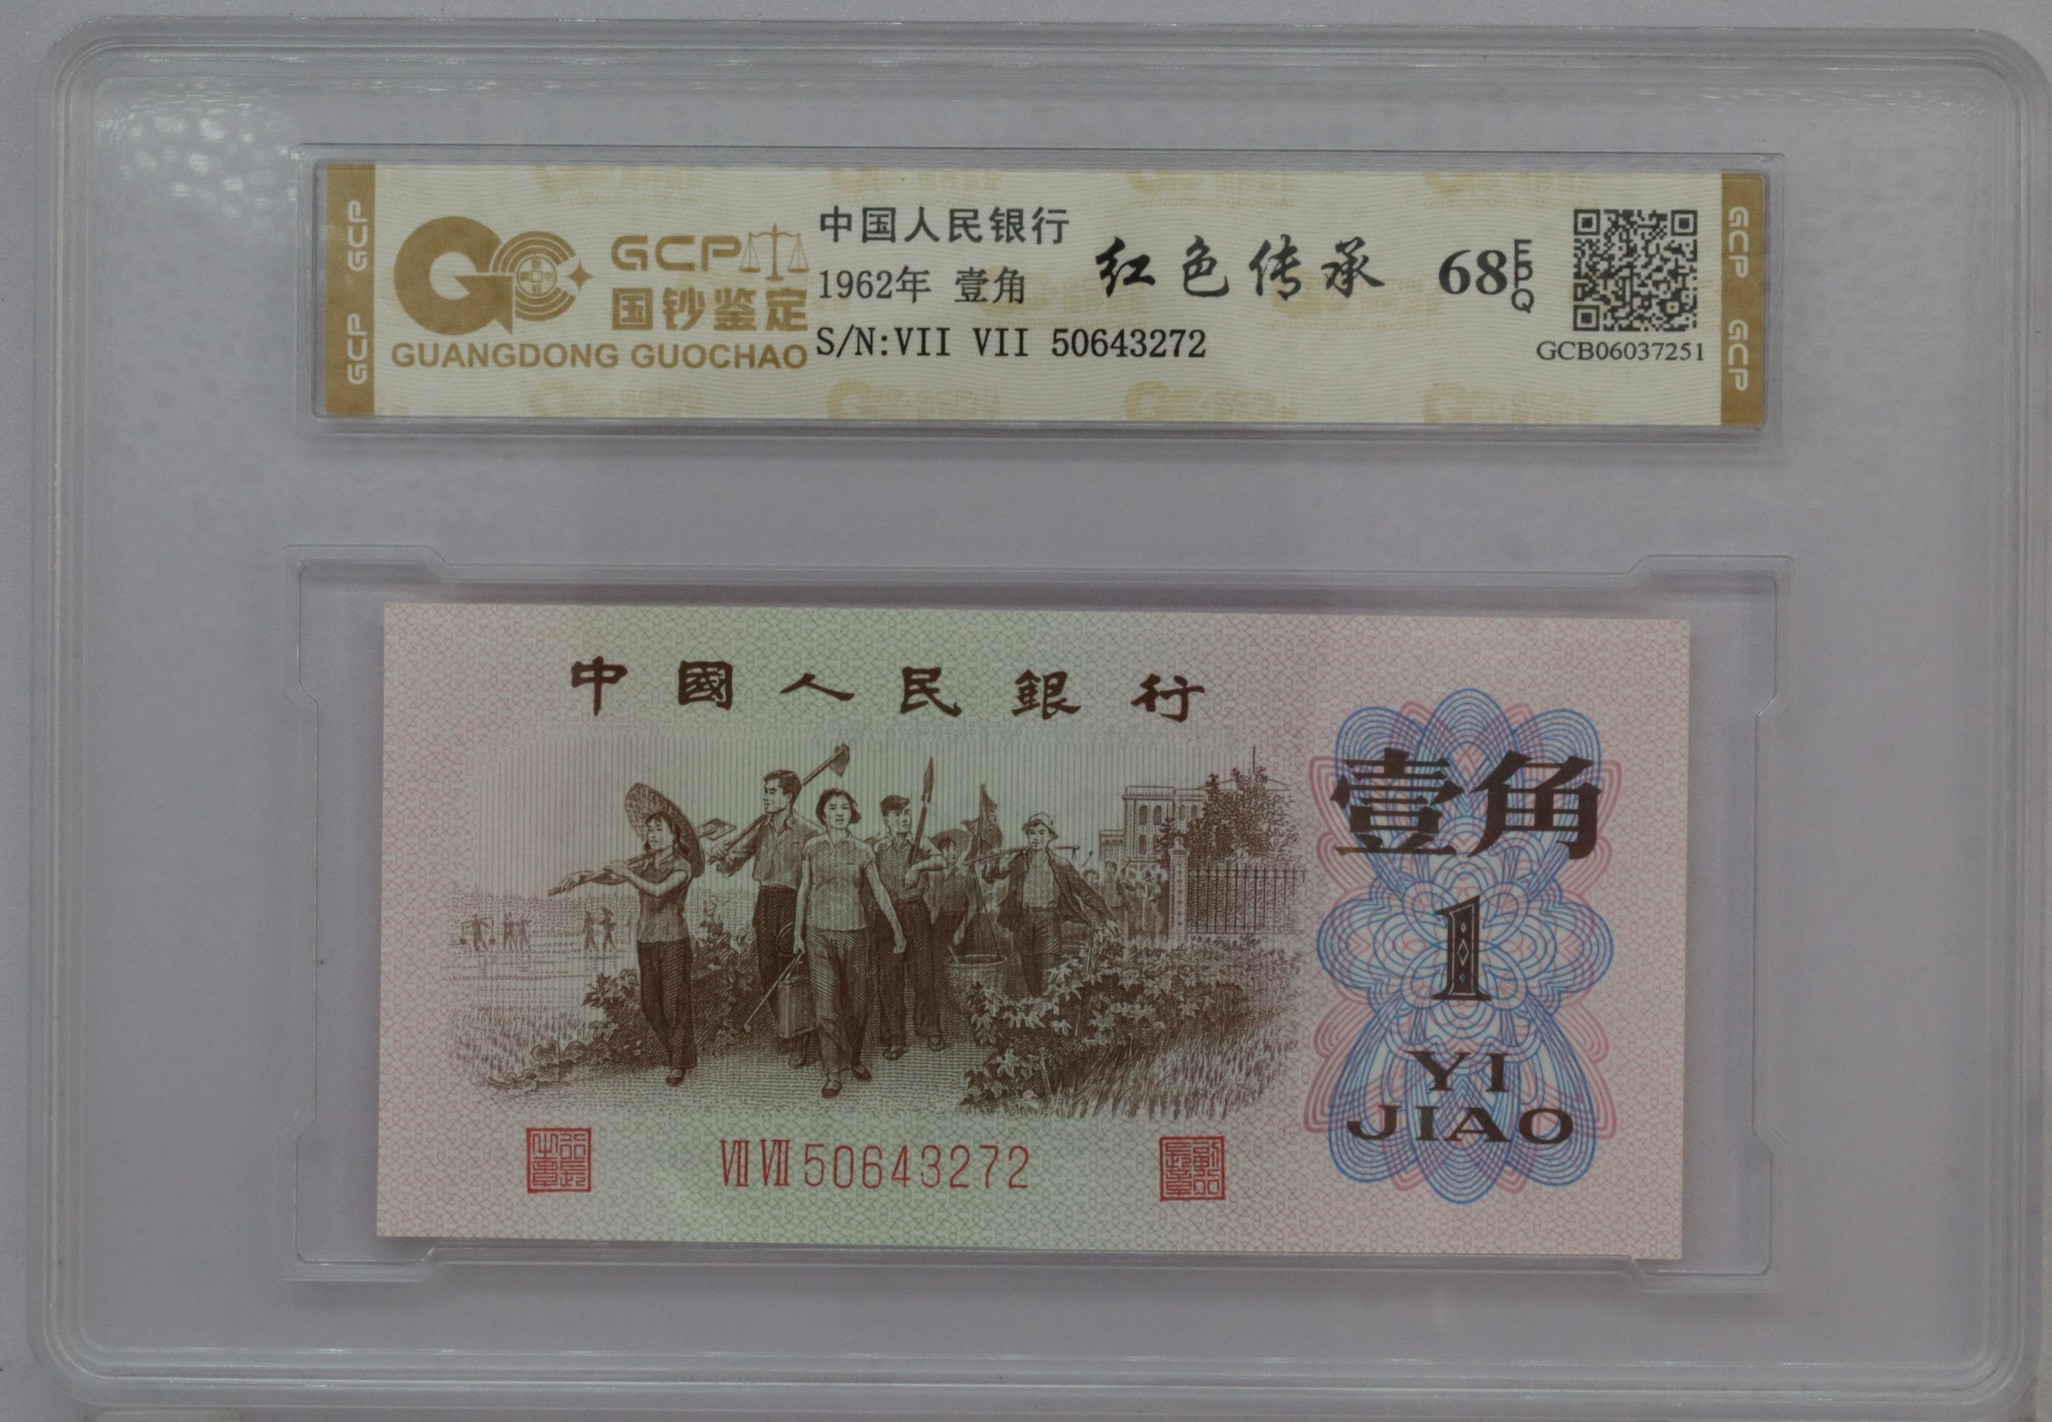 GCP
GCP
GCP
国钞鉴定
GUANGDONG GUOCHAO
中国人民银行
1962年 壹角
S/N:VII VII 50643272
红色传承
68 EPQ
GCB06037251
GCP
GCP
中國人民銀行
壹角
1
YI
JIAO
VII VII 50643272